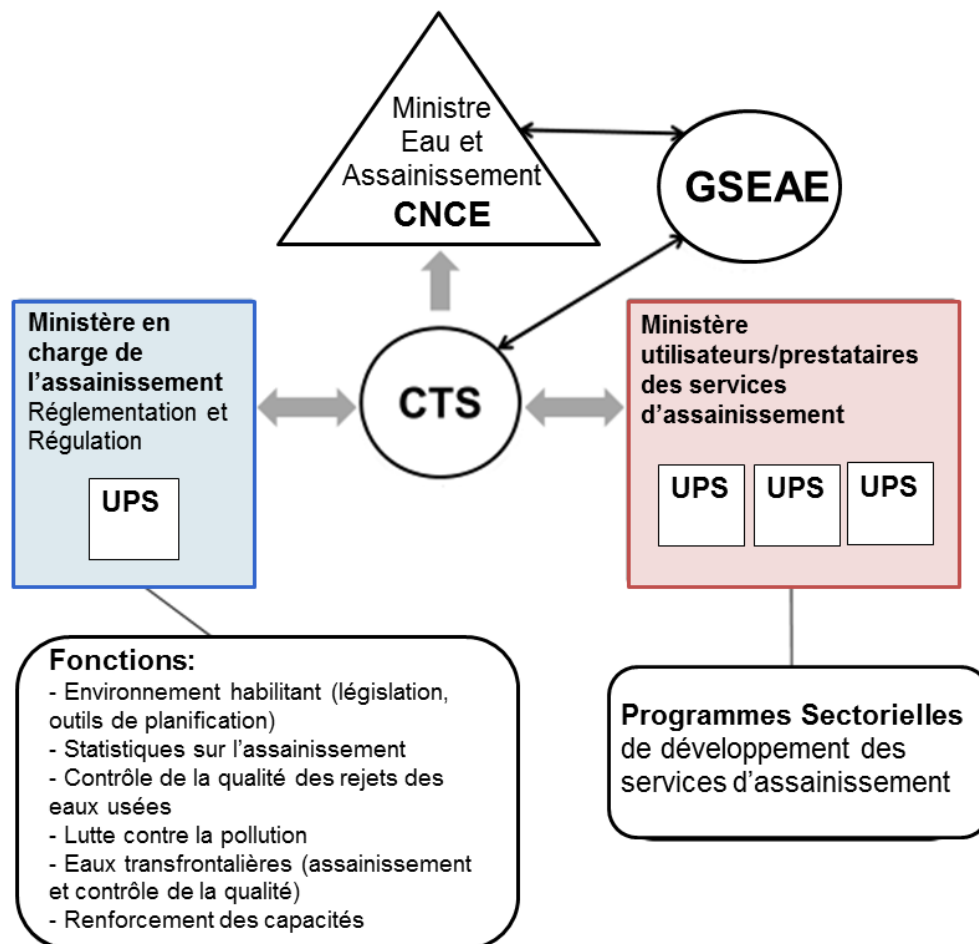 Ministre
Eau et
Assainissement
CNCE
GSEAE
Ministère en
charge de
l’assainissement
Réglementation et
Régulation
UPS
CTS
Ministère
utilisateurs/prestataires
des services
d’assainissement
UPS
UPS
UPS
Fonctions:
- Environnement habilitant (législation,
outils de planification)
- Statistiques sur l’assainissement
- Contrôle de la qualité des rejets des
eaux usées
- Lutte contre la pollution
- Eaux transfrontalières (assainissement
et contrôle de la qualité)
- Renforcement des capacités
Programmes Sectorielles
de développement des
services d’assainissement